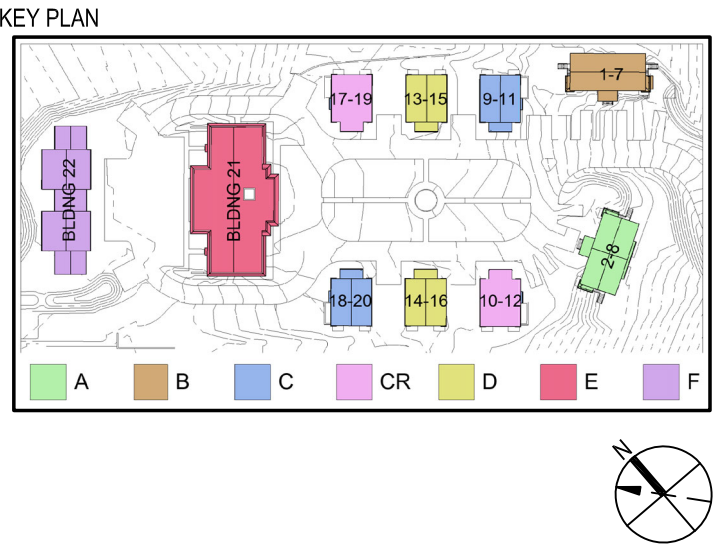 KEY PLAN
17-19
13-15
9-11
1-7
BLDNG 22
BLDNG 21
2-8
18-20
14-16
10-12
A
B
C
CR
D
E
F
N